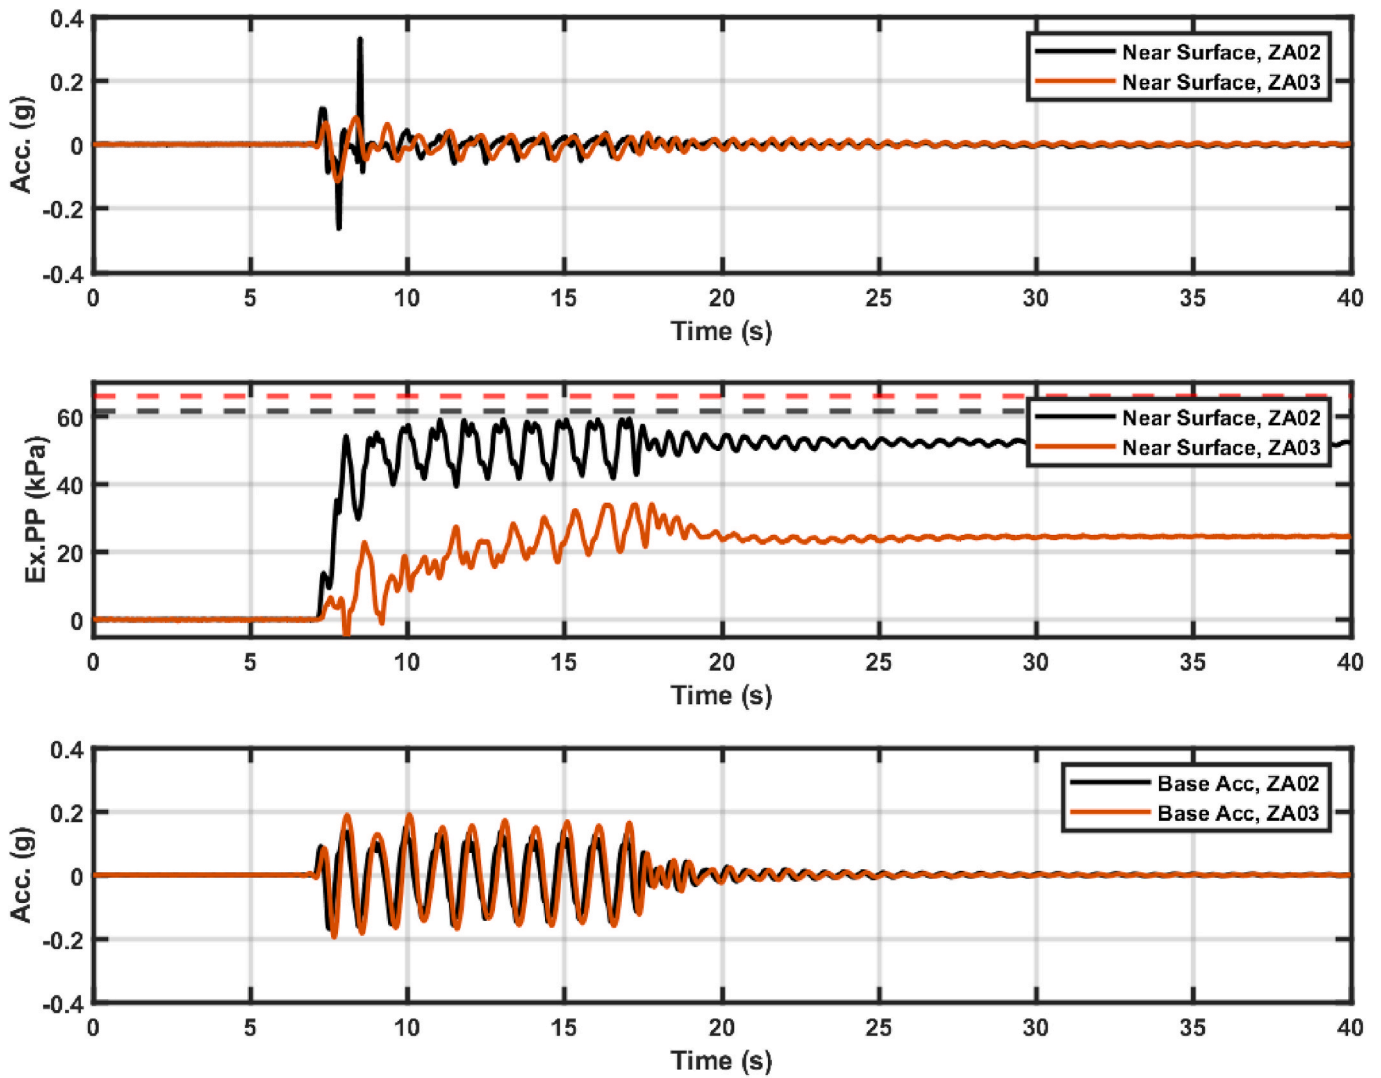 0.4
0.2
0
-0.2
-0.4
Acc. (g)
Near Surface, ZA02
Near Surface, ZA03
0 5 10 15 20 25 30 35 40
Time (s)
60
40
20
0
Ex.PP (kPa)
Near Surface, ZA02
Near Surface, ZA03
0 5 10 15 20 25 30 35 40
Time (s)
0.4
0.2
0
-0.2
-0.4
Acc. (g)
Base Acc, ZA02
Base Acc, ZA03
0 5 10 15 20 25 30 35 40
Time (s)